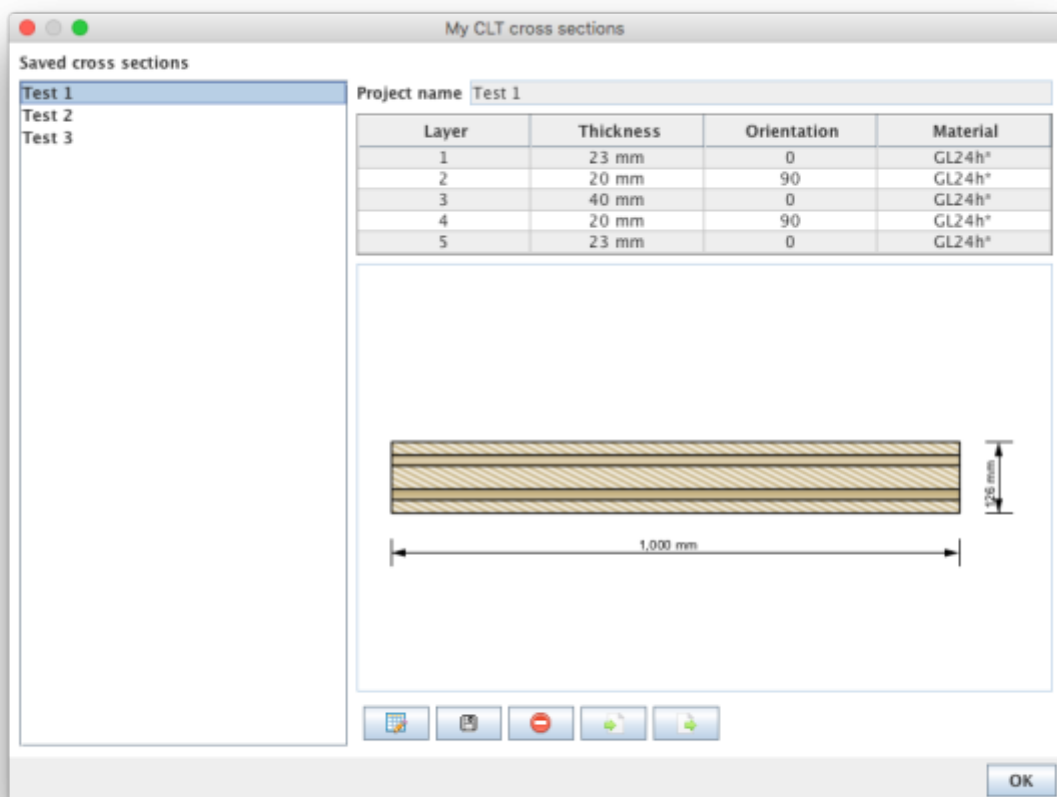 My CLT cross sections
Saved cross sections
Test 1
Test 2
Test 3
Project name Test 1
Layer Thickness Orientation Material
1 23 mm 0 GL24h*
2 20 mm 90 GL24h*
3 40 mm 0 GL24h*
4 20 mm 90 GL24h*
5 23 mm 0 GL24h*
126 mm
1,000 mm
OK